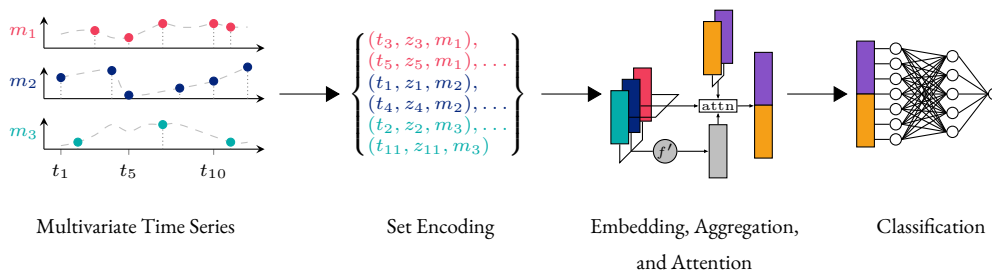 m₁
m₂
m₃
t₁ t₅ t₁₀
(t₃, z₃, m₁),
(t₅, z₅, m₁), …
(t₁, z₁, m₂),
(t₄, z₄, m₂), …
(t₂, z₂, m₃), …
(t₁₁, z₁₁, m₃)
attn
f′
Multivariate Time Series
Set Encoding
Embedding, Aggregation,
and Attention
Classification